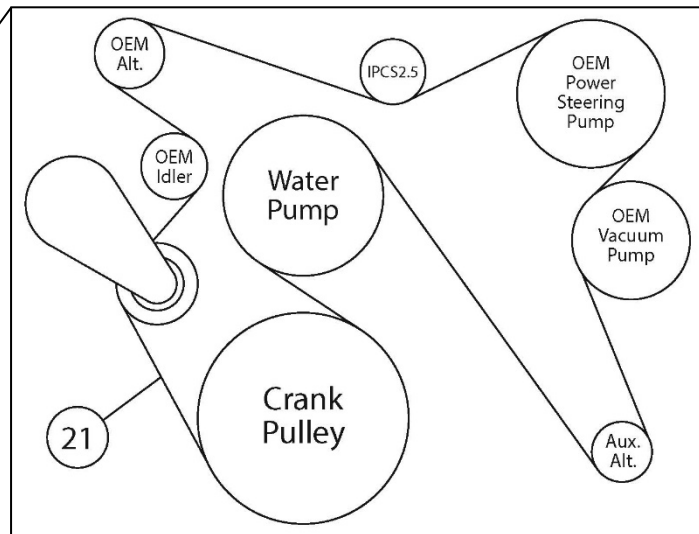 OEM
Alt.
IPCS2.5
OEM
Power
Steering
Pump
OEM
Idler
Water
Pump
OEM
Vacuum
Pump
Crank
Pulley
21
Aux.
Alt.